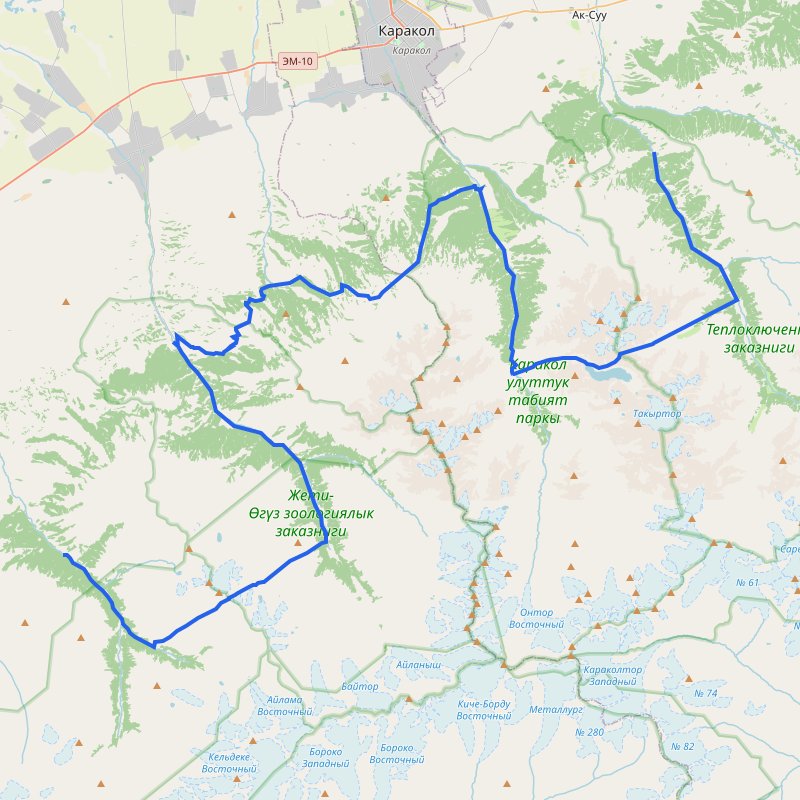 Каракол
Каракол
Ак-Суу
ЭМ-10
Теплоключенк
заказниги
Каракол
улуттук
табият
паркы
Такыртор
Жети-
Өгүз зоологиялык
заказниги
№ 61
Онтор
Восточный
Айланыш
Караколтор
Западный
Байтор
№ 74
Айлама
Восточный
Киче-Борду
Восточный
Металлург
№ 280
№ 82
Бороко
Западный
Бороко
Восточный
Кельдеке
Восточный